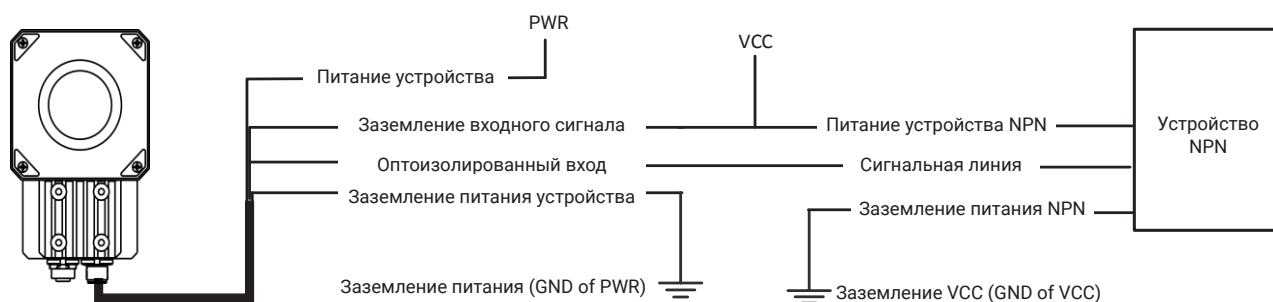 PWR
VCC
Питание устройства
Заземление входного сигнала
Питание устройства NPN
Устройство
NPN
Оптоизолированный вход
Сигнальная линия
Заземление питания устройства
Заземление питания NPN
Заземление питания (GND of PWR)
Заземление VCC (GND of VCC)